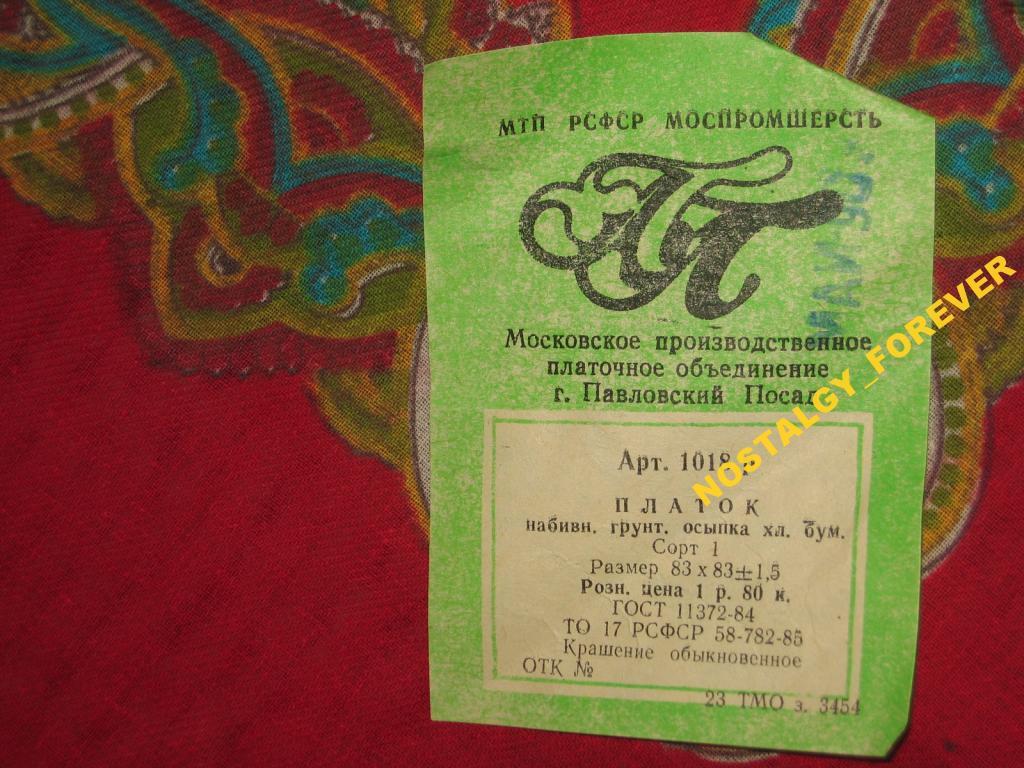 МТП РСФСР МОСПРОМШЕРСТЬ
Московское производственное
платочное объединение
г. Павловский Посад
Арт. 1018
ПЛАТОК
набивн. грунт. осыпка хл. бум.
Сорт 1
Размер 83 х 83±1,5
Розн. цена 1 р. 80 к.
ГОСТ 11372-84
ТО 17 РСФСР 58-782-85
Крашение обыкновенное
ОТК №
23 ТМО з. 3454
NOSTALGY_FOREVER